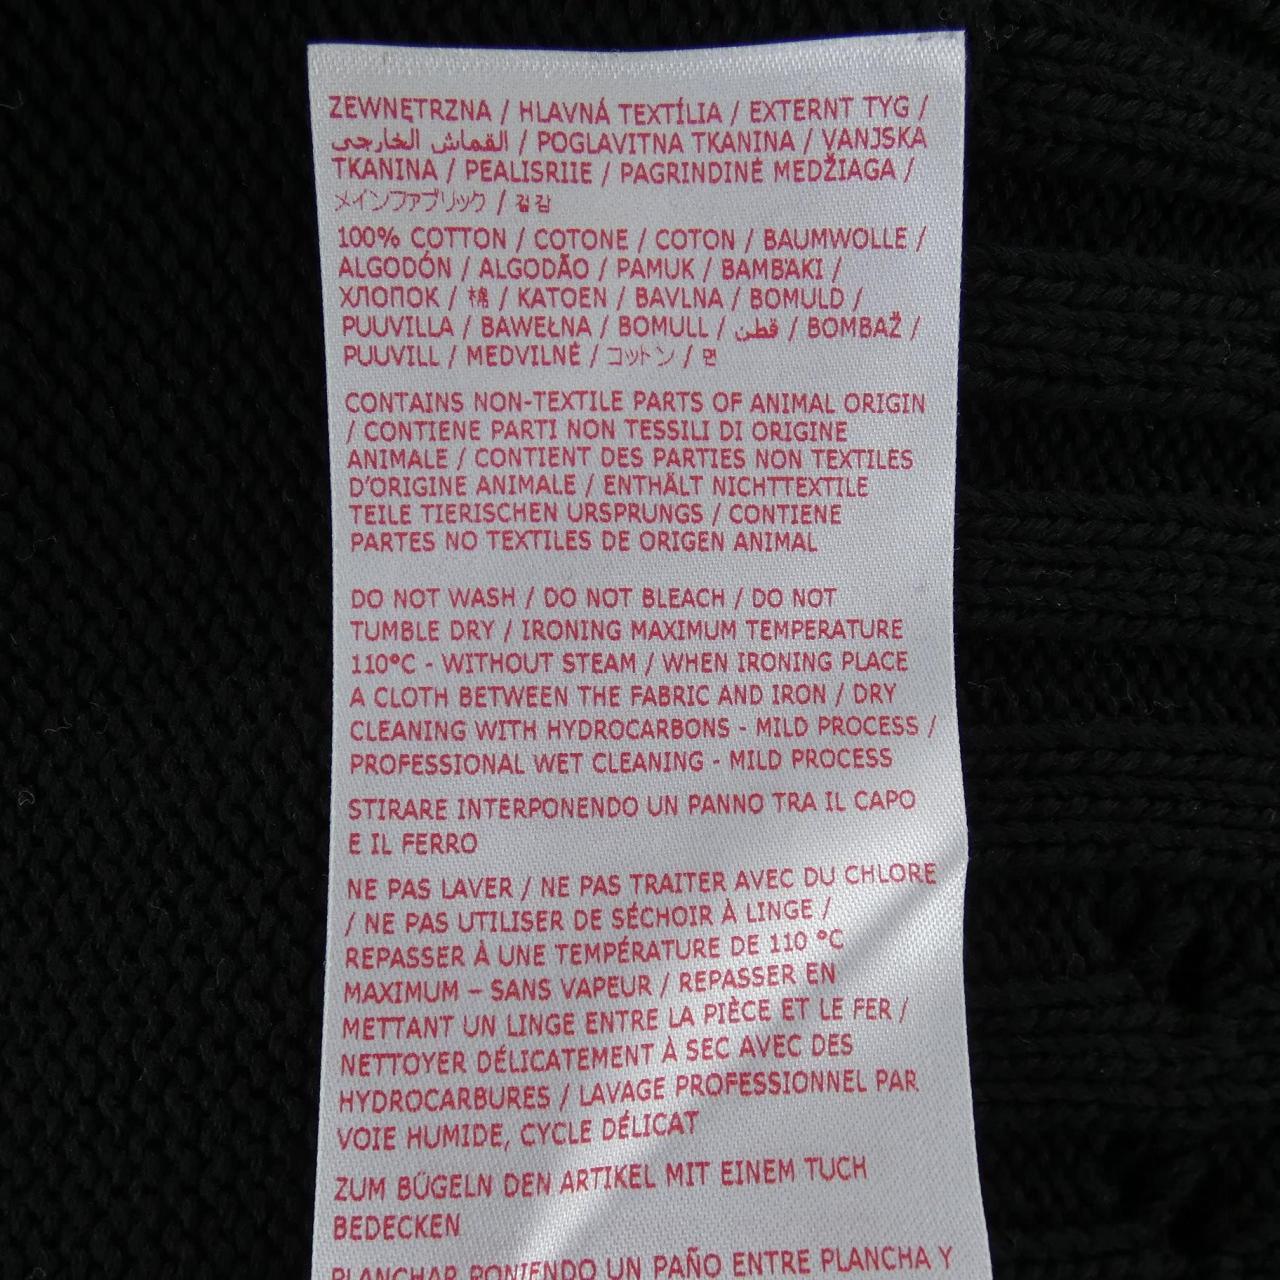 ZEWNĘTRZNA / HLAVNÁ TEXTÍLIA / EXTERNT TYG /
القماش الخارجي / POGLAVITNA TKANINA / VANJSKA
TKANINA / PEALISRIIE / PAGRINDINĖ MEDŽIAGA /
メインファブリック / 겉감
100% COTTON / COTONE / COTON / BAUMWOLLE /
ALGODÓN / ALGODÃO / PAMUK / BAMBAKI /
ХЛОПОК / 棉 / KATOEN / BAVLNA / BOMULD /
PUUVILLA / BAWEŁNA / BOMULL / قطن / BOMBAŽ /
PUUVILL / MEDVILNĖ / コットン / 면
CONTAINS NON-TEXTILE PARTS OF ANIMAL ORIGIN
/ CONTIENE PARTI NON TESSILI DI ORIGINE
ANIMALE / CONTIENT DES PARTIES NON TEXTILES
D'ORIGINE ANIMALE / ENTHÄLT NICHTTEXTILE
TEILE TIERISCHEN URSPRUNGS / CONTIENE
PARTES NO TEXTILES DE ORIGEN ANIMAL
DO NOT WASH / DO NOT BLEACH / DO NOT
TUMBLE DRY / IRONING MAXIMUM TEMPERATURE
110°C - WITHOUT STEAM / WHEN IRONING PLACE
A CLOTH BETWEEN THE FABRIC AND IRON / DRY
CLEANING WITH HYDROCARBONS - MILD PROCESS /
PROFESSIONAL WET CLEANING - MILD PROCESS
STIRARE INTERPONENDO UN PANNO TRA IL CAPO
E IL FERRO
NE PAS LAVER / NE PAS TRAITER AVEC DU CHLORE
/ NE PAS UTILISER DE SÉCHOIR À LINGE /
REPASSER À UNE TEMPÉRATURE DE 110 °C
MAXIMUM – SANS VAPEUR / REPASSER EN
METTANT UN LINGE ENTRE LA PIÈCE ET LE FER /
NETTOYER DÉLICATEMENT À SEC AVEC DES
HYDROCARBURES / LAVAGE PROFESSIONNEL PAR
VOIE HUMIDE, CYCLE DÉLICAT
ZUM BÜGELN DEN ARTIKEL MIT EINEM TUCH
BEDECKEN
PLANCHAR PONIENDO UN PAÑO ENTRE PLANCHA Y